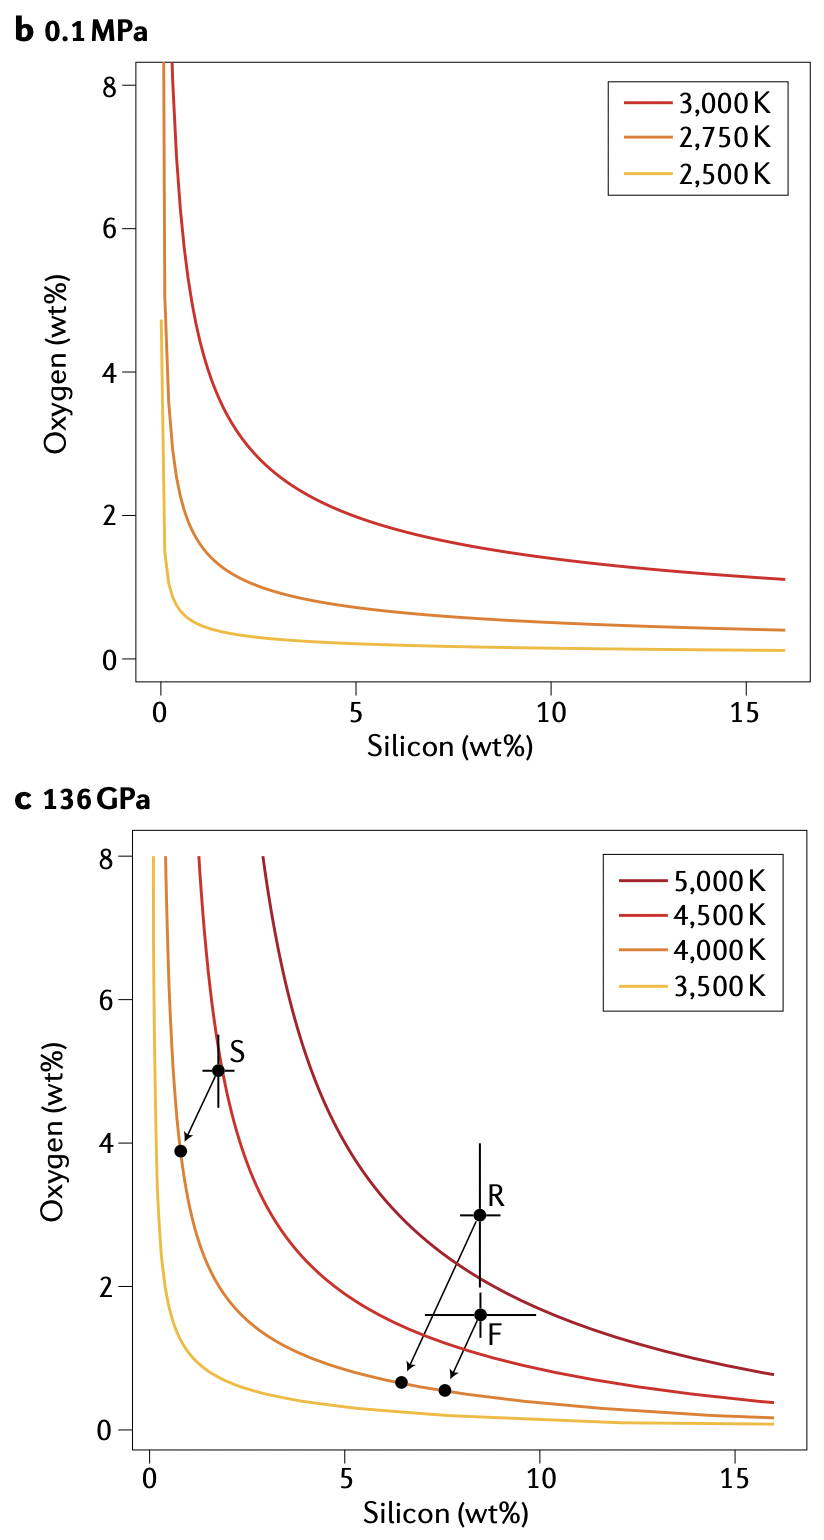 b 0.1 MPa
8
6
4
2
0
Oxygen (wt%)
3,000 K
2,750 K
2,500 K
0 5 10 15
Silicon (wt%)
c 136 GPa
8
6
4
2
0
Oxygen (wt%)
5,000 K
4,500 K
4,000 K
3,500 K
S
R
F
0 5 10 15
Silicon (wt%)